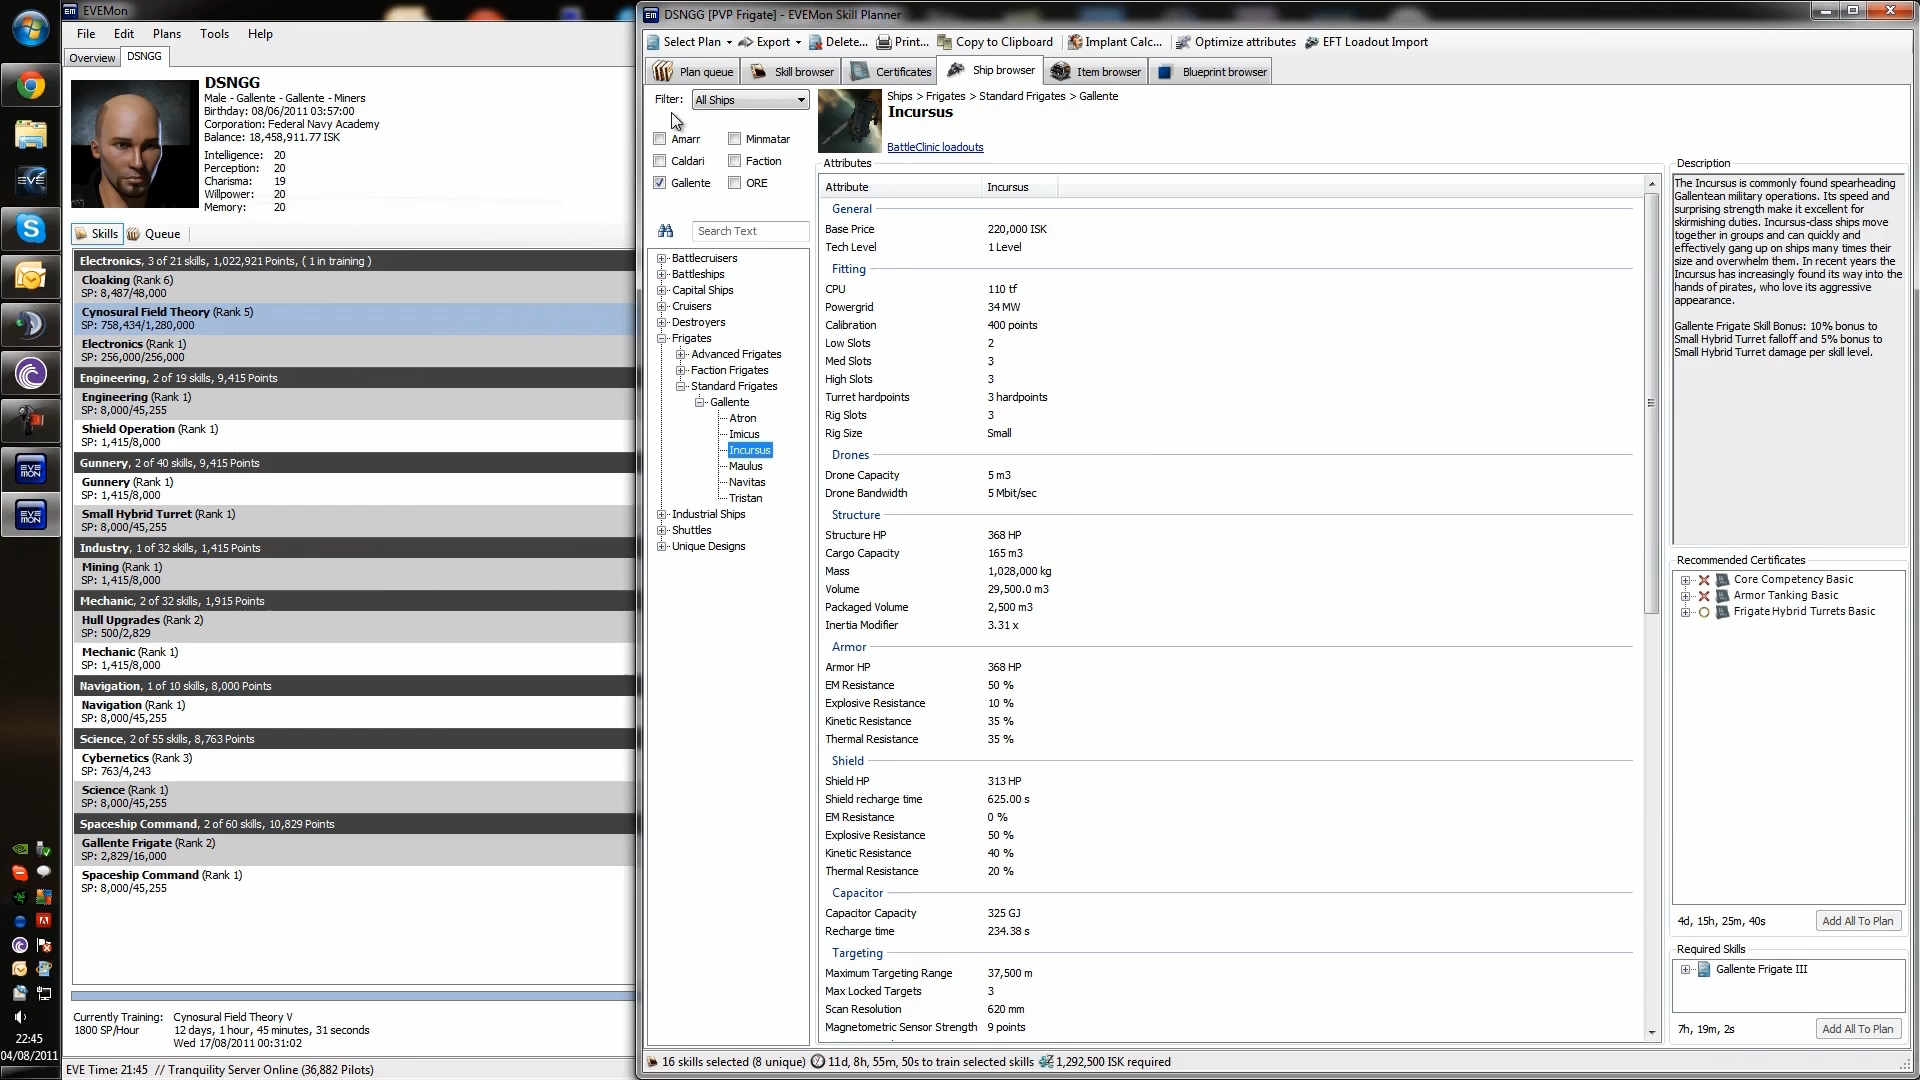 EVEMon
File Edit Plans Tools Help
Overview DSNGG
DSNGG
Male - Gallente - Gallente - Miners
Birthday: 08/06/2011 03:57:00
Corporation: Federal Navy Academy
Balance: 18,458,911.77 ISK
Intelligence: 20
Perception: 20
Charisma: 19
Willpower: 20
Memory: 20
Skills Queue
Electronics, 3 of 21 skills, 1,022,921 Points, ( 1 in training )
Cloaking (Rank 6)
SP: 8,487/48,000
Cynosural Field Theory (Rank 5)
SP: 758,434/1,280,000
Electronics (Rank 1)
SP: 256,000/256,000
Engineering, 2 of 19 skills, 9,415 Points
Engineering (Rank 1)
SP: 8,000/45,255
Shield Operation (Rank 1)
SP: 1,415/8,000
Gunnery, 2 of 40 skills, 9,415 Points
Gunnery (Rank 1)
SP: 1,415/8,000
Small Hybrid Turret (Rank 1)
SP: 8,000/45,255
Industry, 1 of 32 skills, 1,415 Points
Mining (Rank 1)
SP: 1,415/8,000
Mechanic, 2 of 32 skills, 1,915 Points
Hull Upgrades (Rank 2)
SP: 500/2,829
Mechanic (Rank 1)
SP: 1,415/8,000
Navigation, 1 of 10 skills, 8,000 Points
Navigation (Rank 1)
SP: 8,000/45,255
Science, 2 of 55 skills, 8,763 Points
Cybernetics (Rank 3)
SP: 763/4,243
Science (Rank 1)
SP: 8,000/45,255
Spaceship Command, 2 of 60 skills, 10,829 Points
Gallente Frigate (Rank 2)
SP: 2,829/16,000
Spaceship Command (Rank 1)
SP: 8,000/45,255
Currently Training: Cynosural Field Theory V
1800 SP/Hour 12 days, 1 hour, 45 minutes, 31 seconds
Wed 17/08/2011 00:31:02
EVE Time: 21:45 // Tranquility Server Online (36,882 Pilots)
EVE
EVE MON
EVE MON
22:45
04/08/2011
DSNGG [PVP Frigate] - EVEMon Skill Planner
Select Plan Export Delete... Print... Copy to Clipboard Implant Calc... Optimize attributes EFT Loadout Import
Plan queue Skill browser Certificates Ship browser Item browser Blueprint browser
Filter: All Ships
Amarr Minmatar
Caldari Faction
Gallente ORE
Search Text
Battlecruisers
Battleships
Capital Ships
Cruisers
Destroyers
Frigates
Advanced Frigates
Faction Frigates
Standard Frigates
Gallente
Atron
Imicus
Incursus
Maulus
Navitas
Tristan
Industrial Ships
Shuttles
Unique Designs
Ships > Frigates > Standard Frigates > Gallente
Incursus
BattleClinic loadouts
Attributes
Attribute Incursus
General
Base Price 220,000 ISK
Tech Level 1 Level
Fitting
CPU 110 tf
Powergrid 34 MW
Calibration 400 points
Low Slots 2
Med Slots 3
High Slots 3
Turret hardpoints 3 hardpoints
Rig Slots 3
Rig Size Small
Drones
Drone Capacity 5 m3
Drone Bandwidth 5 Mbit/sec
Structure
Structure HP 368 HP
Cargo Capacity 165 m3
Mass 1,028,000 kg
Volume 29,500.0 m3
Packaged Volume 2,500 m3
Inertia Modifier 3.31 x
Armor
Armor HP 368 HP
EM Resistance 50 %
Explosive Resistance 10 %
Kinetic Resistance 35 %
Thermal Resistance 35 %
Shield
Shield HP 313 HP
Shield recharge time 625.00 s
EM Resistance 0 %
Explosive Resistance 50 %
Kinetic Resistance 40 %
Thermal Resistance 20 %
Capacitor
Capacitor Capacity 325 GJ
Recharge time 234.38 s
Targeting
Maximum Targeting Range 37,500 m
Max Locked Targets 3
Scan Resolution 620 mm
Magnetometric Sensor Strength 9 points
Description
The Incursus is commonly found spearheading
Gallentean military operations. Its speed and
surprising strength make it excellent for
skirmishing duties. Incursus-class ships move
together in groups and can quickly and
effectively gang up on ships many times their
size and overwhelm them. In recent years the
Incursus has increasingly found its way into the
hands of pirates, who love its aggressive
appearance.
Gallente Frigate Skill Bonus: 10% bonus to
Small Hybrid Turret falloff and 5% bonus to
Small Hybrid Turret damage per skill level.
Recommended Certificates
Core Competency Basic
Armor Tanking Basic
Frigate Hybrid Turrets Basic
4d, 15h, 25m, 40s Add All To Plan
Required Skills
Gallente Frigate III
7h, 19m, 2s Add All To Plan
16 skills selected (8 unique) 11d, 8h, 55m, 50s to train selected skills 1,292,500 ISK required